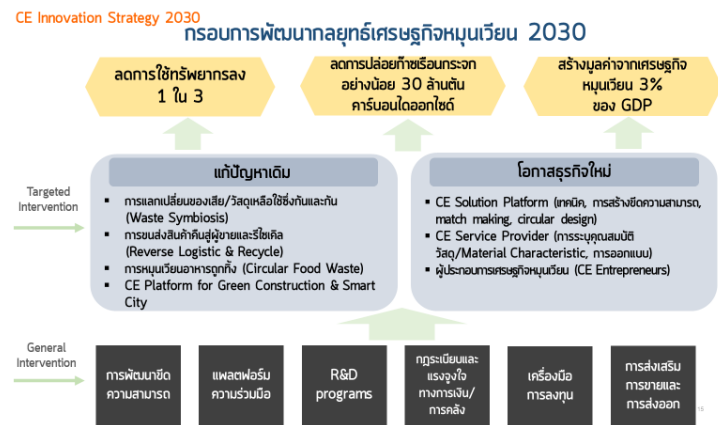 CE Innovation Strategy 2030
กรอบการพัฒนากลยุทธ์เศรษฐกิจหมุนเวียน 2030
ลดการใช้ทรัพยากรลง
1 ใน 3
ลดการปล่อยก๊าซเรือนกระจก
อย่างน้อย 30 ล้านตัน
คาร์บอนไดออกไซด์
สร้างมูลค่าจากเศรษฐกิจ
หมุนเวียน 3%
ของ GDP
Targeted
Intervention
แก้ปัญหาเดิม
▪ การแลกเปลี่ยนของเสีย/วัสดุเหลือใช้ซึ่งกันและกัน
(Waste Symbiosis)
▪ การขนส่งสินค้าคืนสู่ผู้ขายและรีไซเคิล
(Reverse Logistic & Recycle)
▪ การหมุนเวียนอาหารถูกทิ้ง (Circular Food Waste)
▪ CE Platform for Green Construction & Smart
City
โอกาสธุรกิจใหม่
▪ CE Solution Platform (เทคนิค, การสร้างขีดความสามารถ,
match making, circular design)
▪ CE Service Provider (การระบุคุณสมบัติ
วัสดุ/Material Characteristic, การออกแบบ)
▪ ผู้ประกอบการเศรษฐกิจหมุนเวียน (CE Entrepreneurs)
General
Intervention
การพัฒนาขีด
ความสามารถ
แพลตฟอร์ม
ความร่วมมือ
R&D
programs
กฎระเบียบและ
แรงจูงใจ
ทางการเงิน/
การคลัง
เครื่องมือ
การลงทุน
การส่งเสริม
การขายและ
การส่งออก